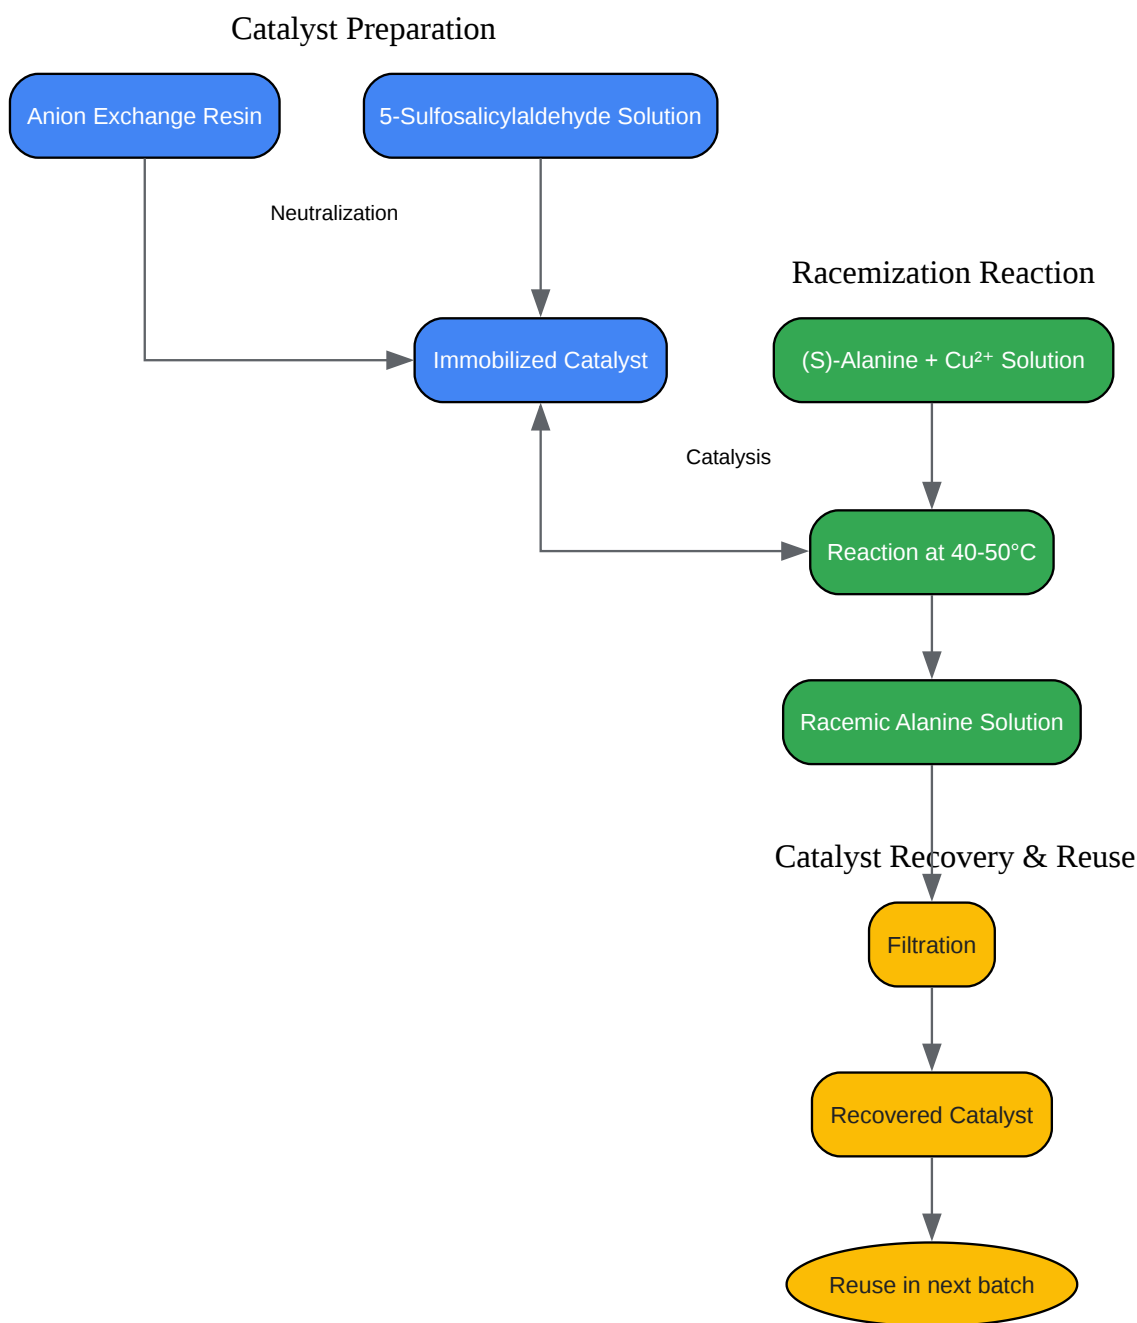 Catalyst Preparation
Anion Exchange Resin
5-Sulfosalicylaldehyde Solution
Neutralization
Racemization Reaction
Immobilized Catalyst
(S)-Alanine + Cu²⁺ Solution
Catalysis
Reaction at 40-50°C
Racemic Alanine Solution
Catalyst Recovery & Reuse
Filtration
Recovered Catalyst
Reuse in next batch